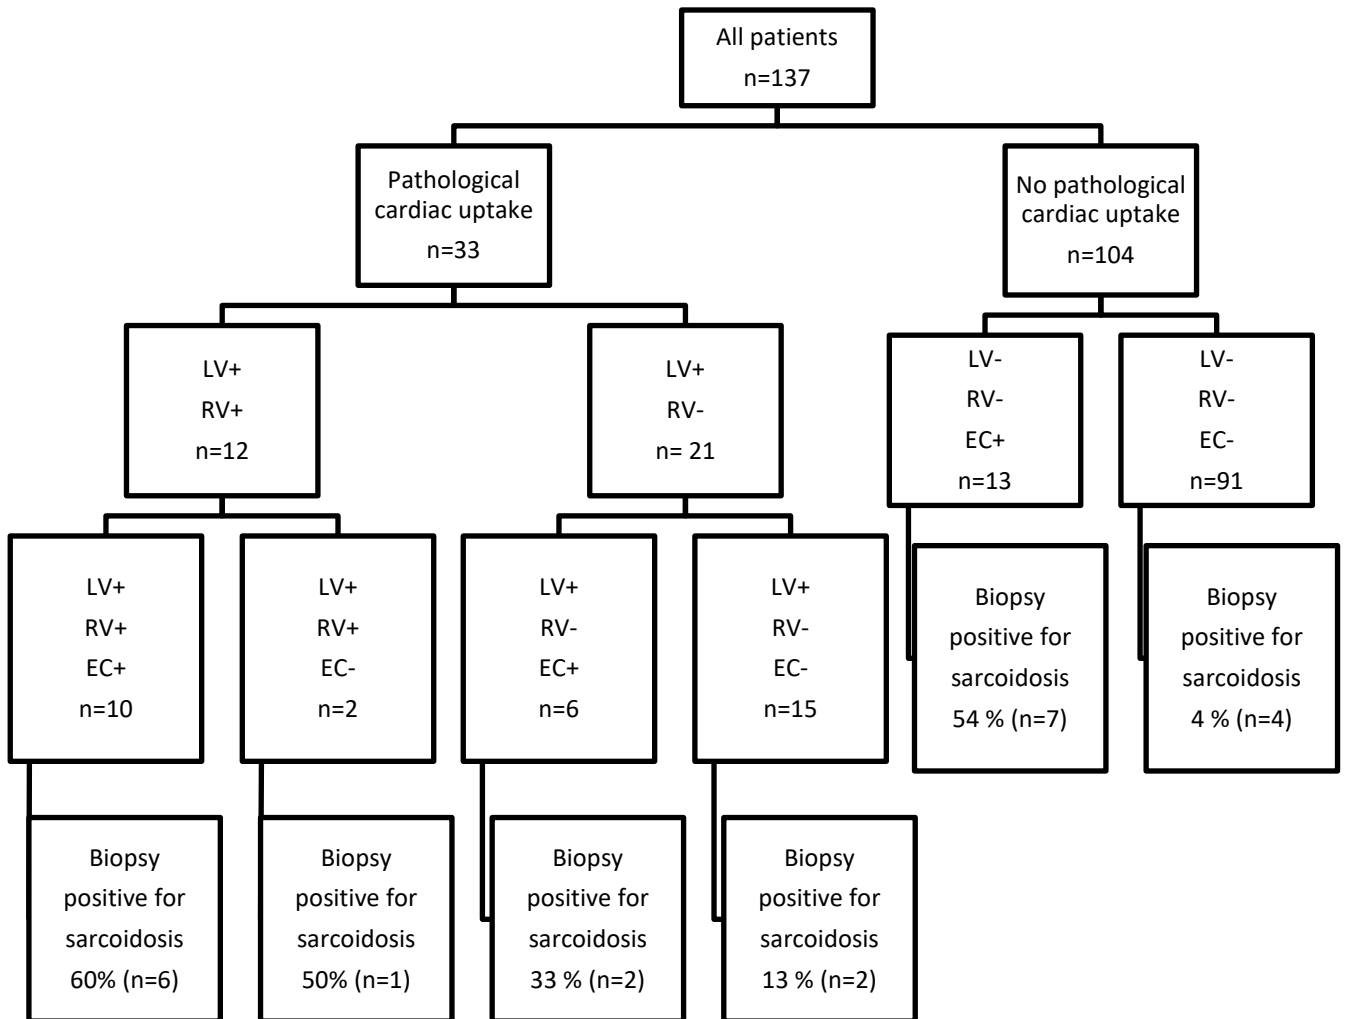 All patients
n=137
Pathological
cardiac uptake
n=33
No pathological
cardiac uptake
n=104
LV+
RV+
n=12
LV+
RV-
n= 21
LV-
RV-
EC+
n=13
LV-
RV-
EC-
n=91
LV+
RV+
EC+
n=10
LV+
RV+
EC-
n=2
LV+
RV-
EC+
n=6
LV+
RV-
EC-
n=15
Biopsy
positive for
sarcoidosis
54 % (n=7)
Biopsy
positive for
sarcoidosis
4 % (n=4)
Biopsy
positive for
sarcoidosis
60% (n=6)
Biopsy
positive for
sarcoidosis
50% (n=1)
Biopsy
positive for
sarcoidosis
33 % (n=2)
Biopsy
positive for
sarcoidosis
13 % (n=2)